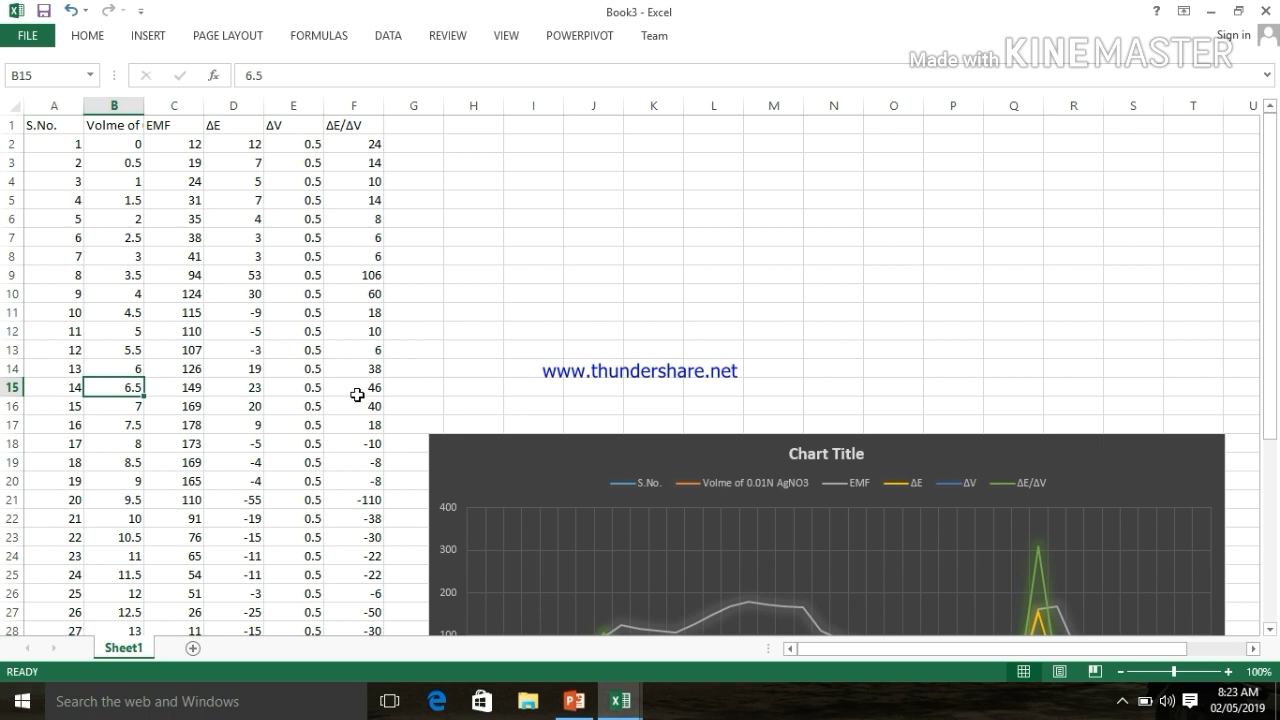 Book3 - Excel
FILE HOME INSERT PAGE LAYOUT FORMULAS DATA REVIEW VIEW POWERPIVOT Team Sign in
Made with KINEMASTER
B15 fx 6.5
A B C D E F G H I J K L M N O P Q R S T U
1 S.No. Volme of EMF ΔE ΔV ΔE/ΔV
2 1 0 12 12 0.5 24
3 2 0.5 19 7 0.5 14
4 3 1 24 5 0.5 10
5 4 1.5 31 7 0.5 14
6 5 2 35 4 0.5 8
7 6 2.5 38 3 0.5 6
8 7 3 41 3 0.5 6
9 8 3.5 94 53 0.5 106
10 9 4 124 30 0.5 60
11 10 4.5 115 -9 0.5 18
12 11 5 110 -5 0.5 10
13 12 5.5 107 -3 0.5 6
14 13 6 126 19 0.5 38
www.thundershare.net
15 14 6.5 149 23 0.5 46
16 15 7 169 20 0.5 40
17 16 7.5 178 9 0.5 18
18 17 8 173 -5 0.5 -10
19 18 8.5 169 -4 0.5 -8
20 19 9 165 -4 0.5 -8
21 20 9.5 110 -55 0.5 -110
22 21 10 91 -19 0.5 -38
23 22 10.5 76 -15 0.5 -30
24 23 11 65 -11 0.5 -22
25 24 11.5 54 -11 0.5 -22
26 25 12 51 -3 0.5 -6
27 26 12.5 26 -25 0.5 -50
28 27 13 11 -15 0.5 -30
Chart Title
S.No. Volme of 0.01N AgNO3 EMF ΔE ΔV ΔE/ΔV
400
300
200
100
Sheet1
READY 100%
Search the web and Windows
8:23 AM
02/05/2019